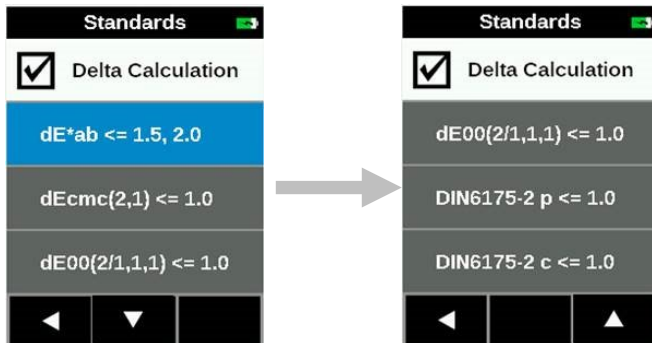 Standards
Delta Calculation
dE*ab <= 1.5, 2.0
dEcmc(2,1) <= 1.0
dE00(2/1,1,1) <= 1.0
Standards
Delta Calculation
dE00(2/1,1,1) <= 1.0
DIN6175-2 p <= 1.0
DIN6175-2 c <= 1.0